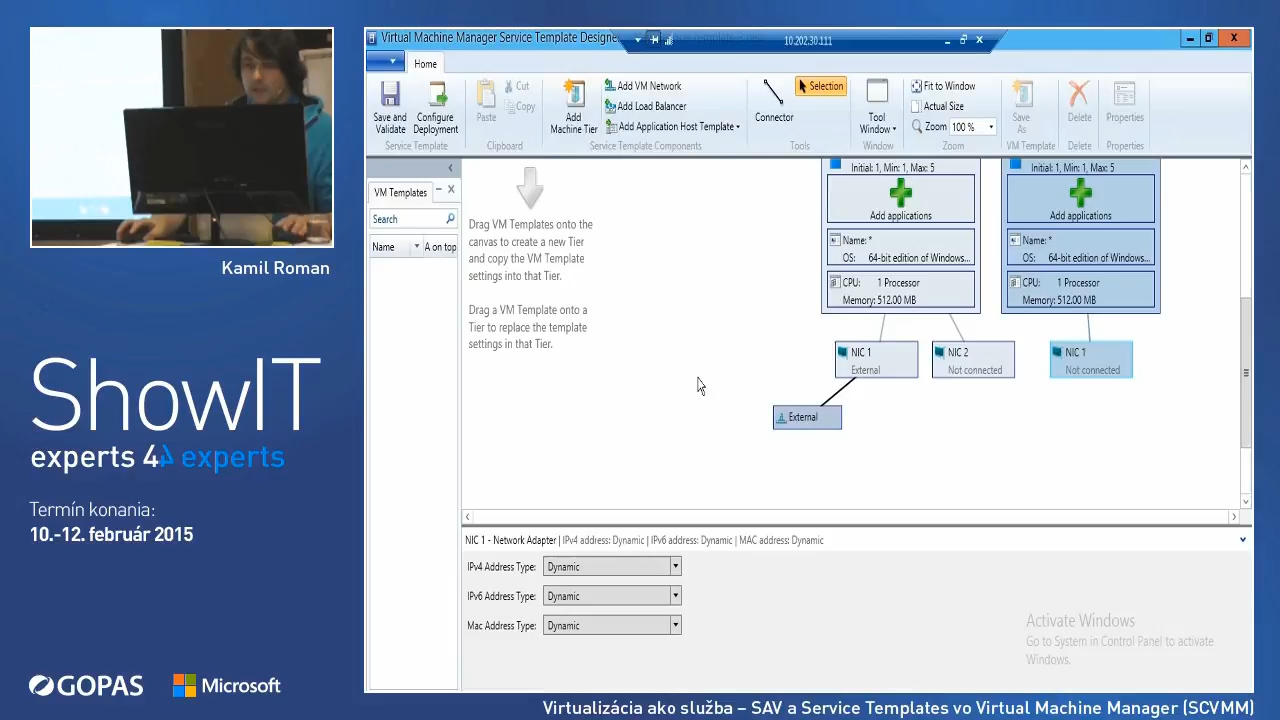 Kamil Roman
ShowIT
experts 4 experts
Termín konania:
10.-12. február 2015
GOPAS
Microsoft
Virtual Machine Manager Service Template Designe
10.202.30.111
Home
Save and Validate
Configure Deployment
Service Template
Paste
Cut
Copy
Clipboard
Add Machine Tier
Add VM Network
Add Load Balancer
Add Application Host Template
Service Template Components
Connector
Selection
Tools
Tool Window
Window
Fit to Window
Actual Size
Zoom 100 %
Zoom
Save As
VM Template
Delete
Delete
Properties
Properties
VM Templates
Search
Name
A on top
Drag VM Templates onto the
canvas to create a new Tier
and copy the VM Template
settings into that Tier.
Drag a VM Template onto a
Tier to replace the template
settings in that Tier.
Initial: 1, Min: 1, Max: 5
Add applications
Name: *
OS: 64-bit edition of Windows...
CPU: 1 Processor
Memory: 512.00 MB
Initial: 1, Min: 1, Max: 5
Add applications
Name: *
OS: 64-bit edition of Windows...
CPU: 1 Processor
Memory: 512.00 MB
NIC 1
External
NIC 2
Not connected
NIC 1
Not connected
External
NIC 1 - Network Adapter | IPv4 address: Dynamic | IPv6 address: Dynamic | MAC address: Dynamic
IPv4 Address Type: Dynamic
IPv6 Address Type: Dynamic
Mac Address Type: Dynamic
Activate Windows
Go to System in Control Panel to activate
Windows.
Virtualizácia ako služba – SAV a Service Templates vo Virtual Machine Manager (SCVMM)